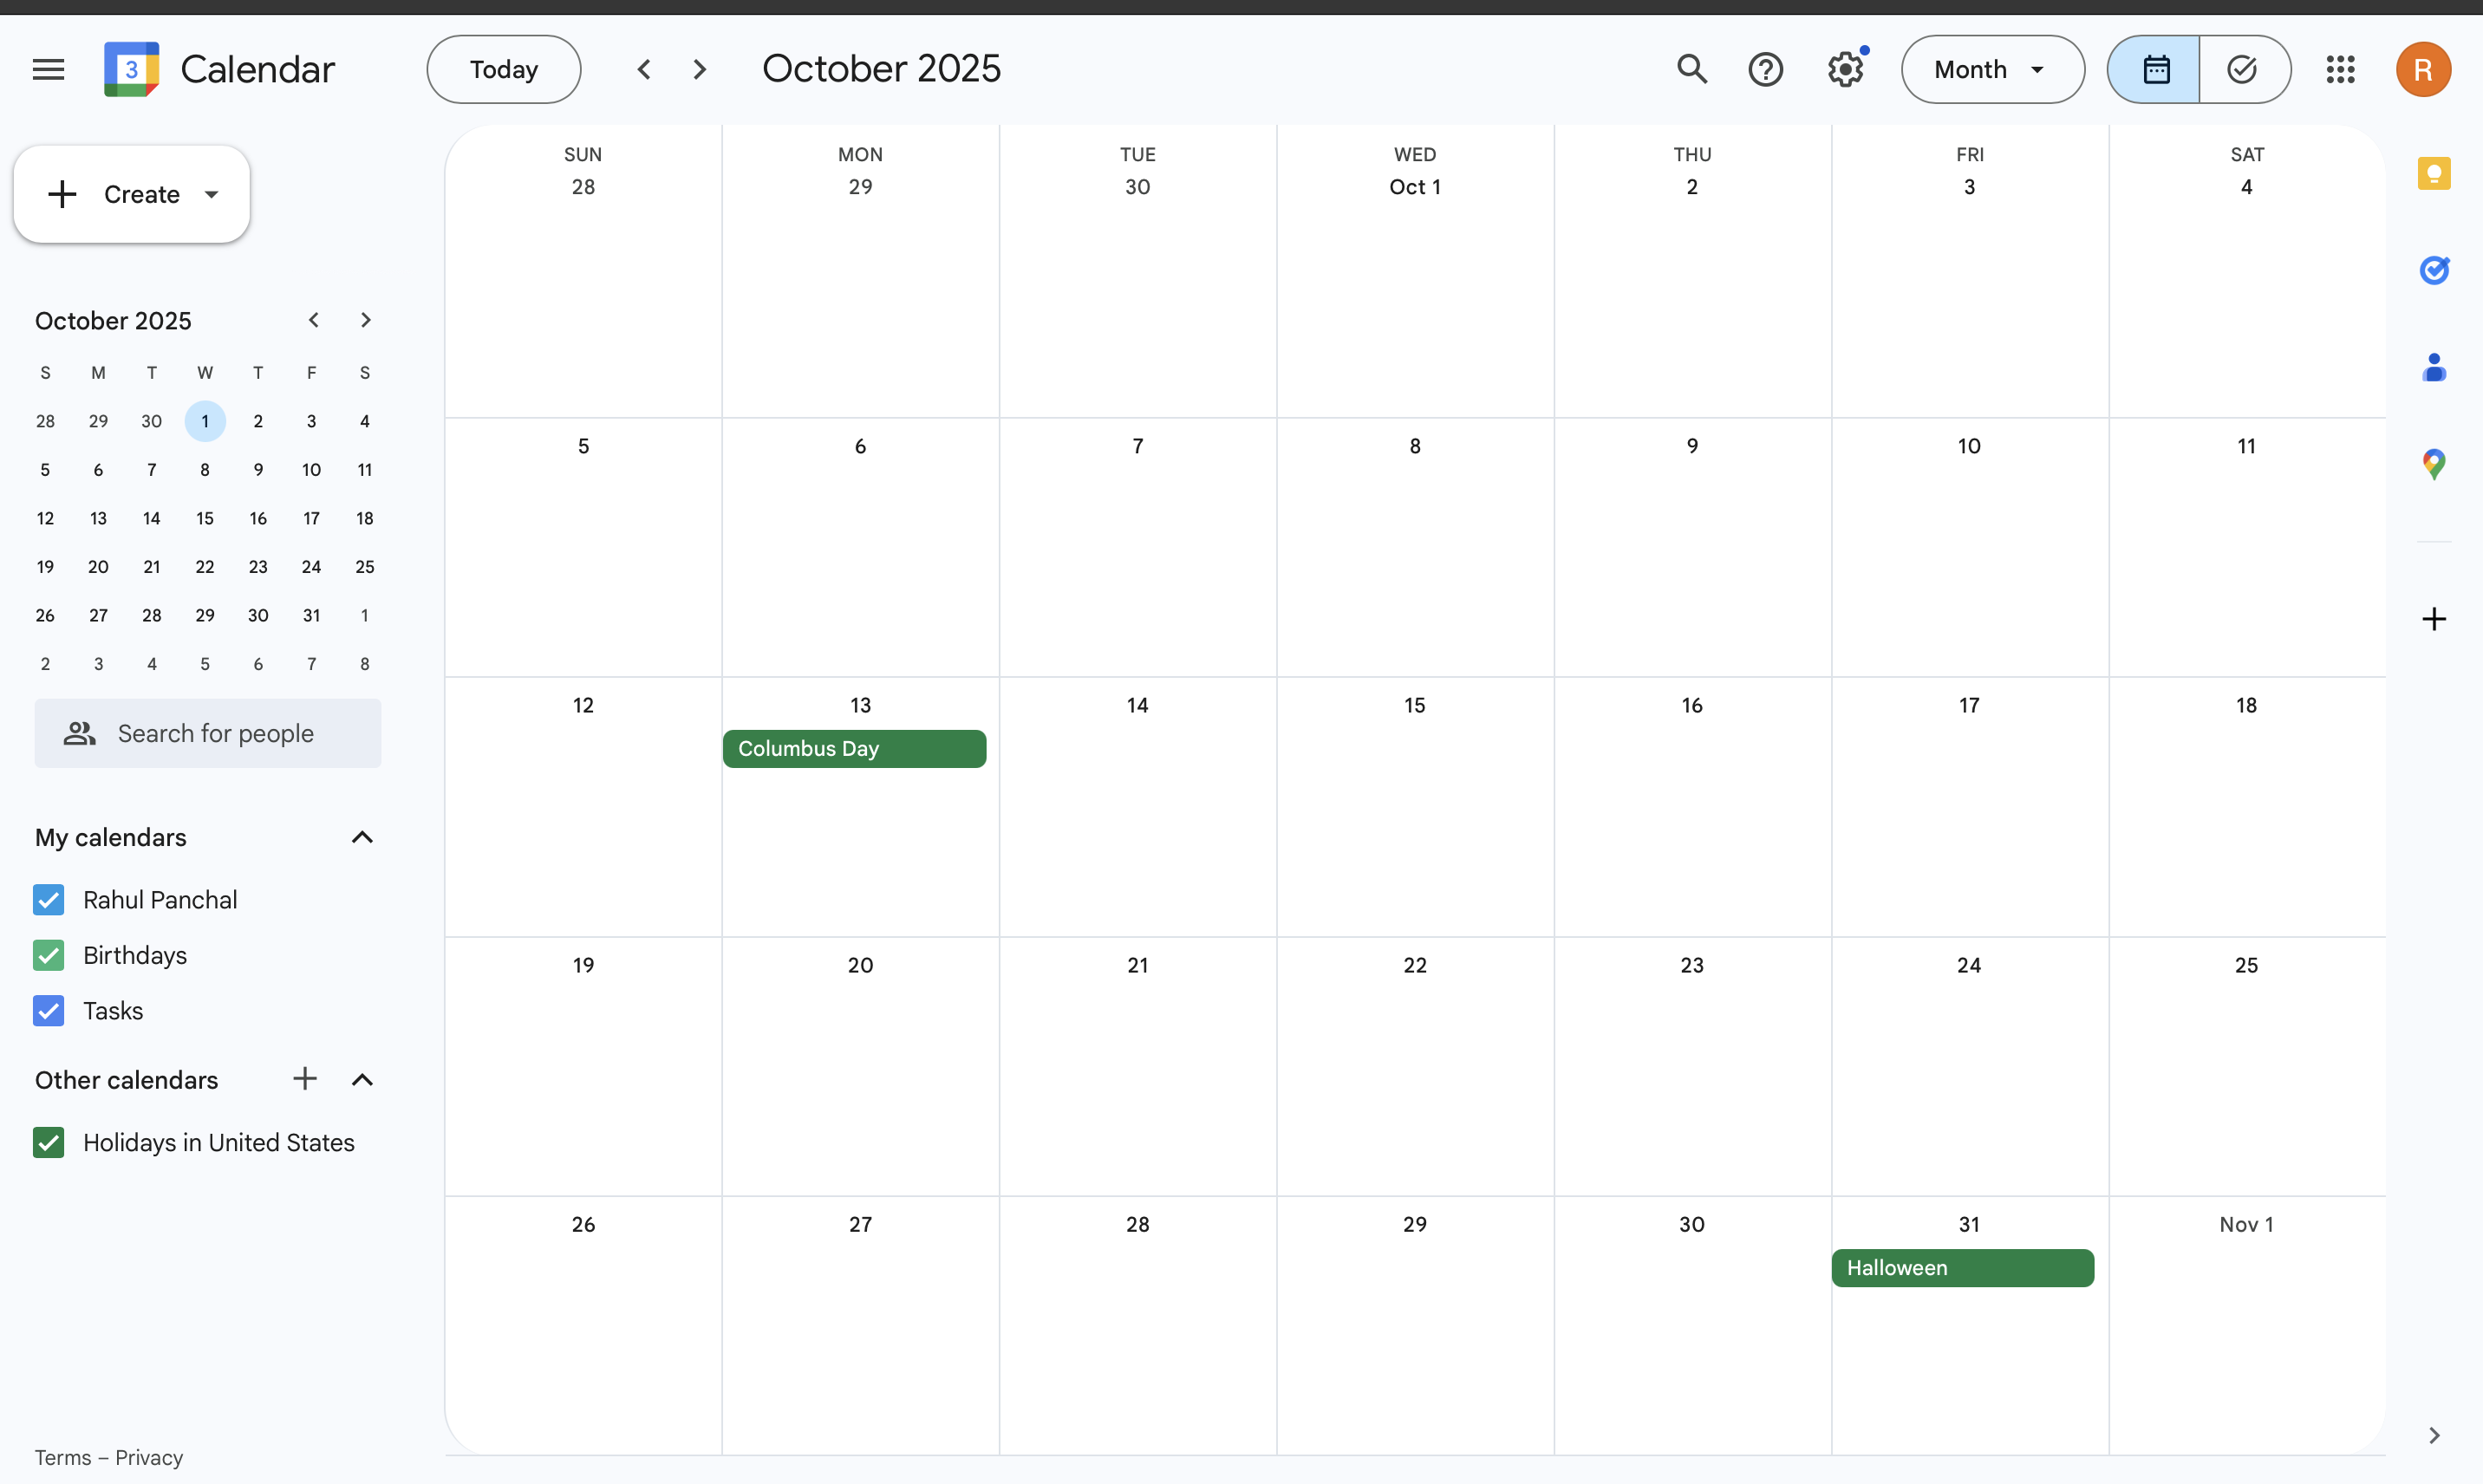 3 Calendar Today October 2025 Month R
Create
October 2025
S M T W T F S
28 29 30 1 2 3 4
5 6 7 8 9 10 11
12 13 14 15 16 17 18
19 20 21 22 23 24 25
26 27 28 29 30 31 1
2 3 4 5 6 7 8
Search for people
My calendars
Rahul Panchal
Birthdays
Tasks
Other calendars
Holidays in United States
Terms – Privacy
SUN MON TUE WED THU FRI SAT
28 29 30 Oct 1 2 3 4
5 6 7 8 9 10 11
12 13 14 15 16 17 18
Columbus Day
19 20 21 22 23 24 25
26 27 28 29 30 31 Nov 1
Halloween